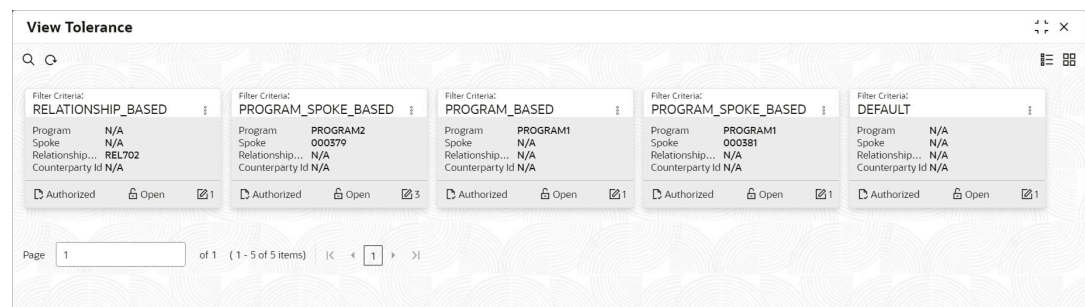 View Tolerance
Filter Criteria:
RELATIONSHIP_BASED
Program N/A
Spoke N/A
Relationship... REL702
Counterparty Id N/A
Authorized Open 1
Filter Criteria:
PROGRAM_SPOKE_BASED
Program PROGRAM2
Spoke 000379
Relationship... N/A
Counterparty Id N/A
Authorized Open 3
Filter Criteria:
PROGRAM_BASED
Program PROGRAM1
Spoke N/A
Relationship... N/A
Counterparty Id N/A
Authorized Open 1
Filter Criteria:
PROGRAM_SPOKE_BASED
Program PROGRAM1
Spoke 000381
Relationship... N/A
Counterparty Id N/A
Authorized Open 1
Filter Criteria:
DEFAULT
Program N/A
Spoke N/A
Relationship... N/A
Counterparty Id N/A
Authorized Open 1
Page 1 of 1 ( 1 - 5 of 5 items) 1